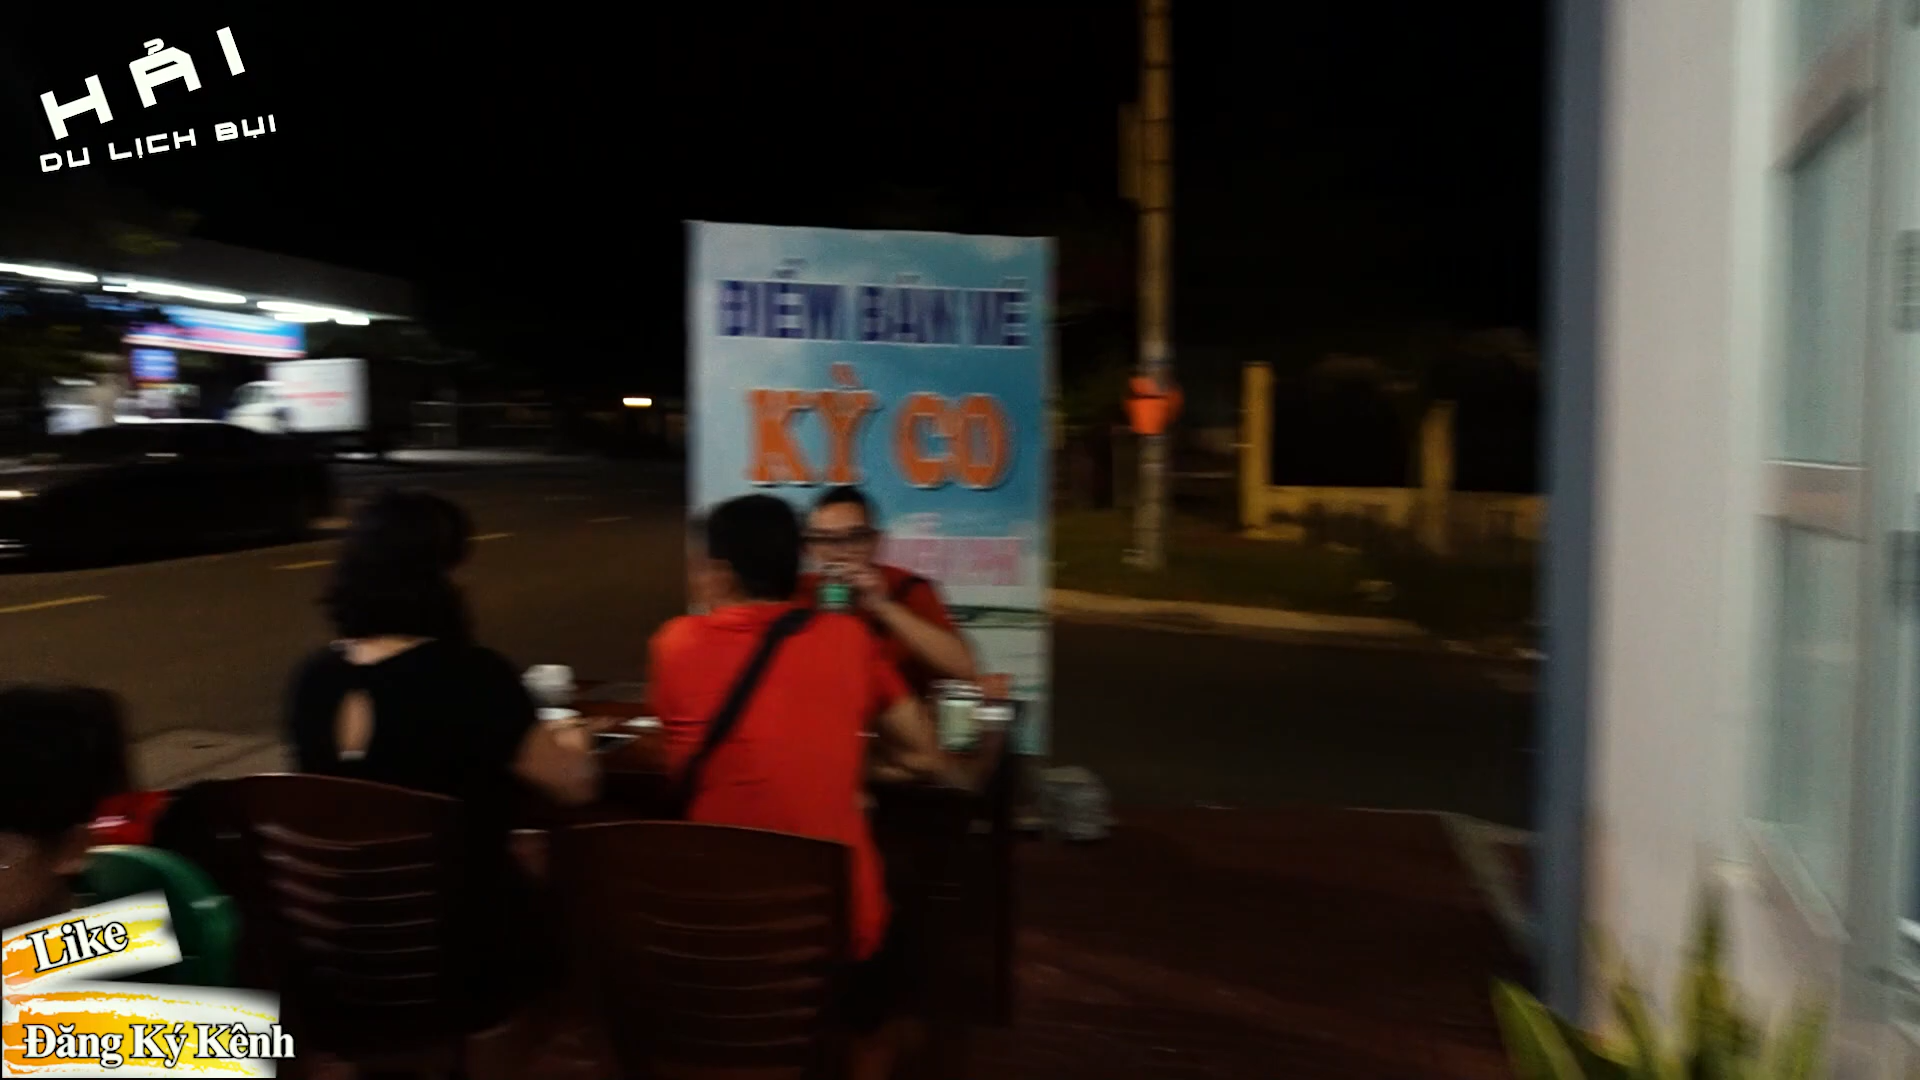 HẢI
DU LỊCH BỤI
ĐIỂM BÁN VÉ
KỲ CO
Like
Đăng Ký Kênh